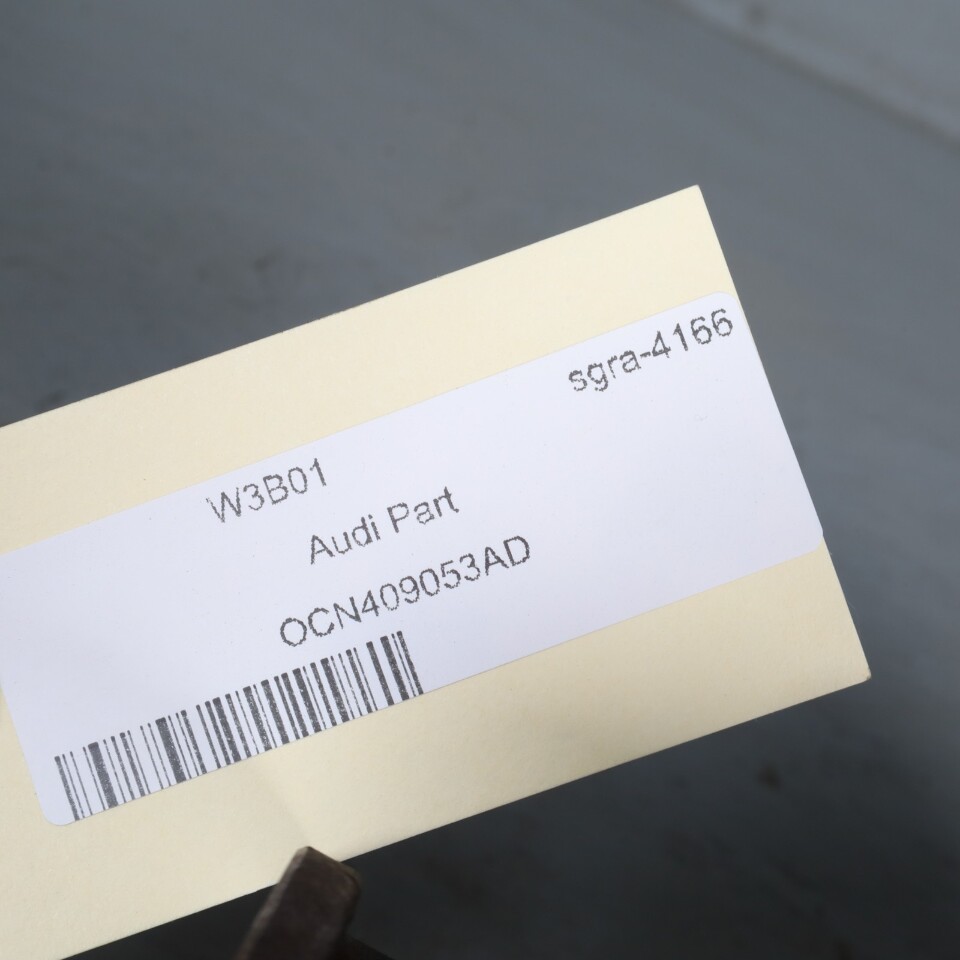 sgra-4166
W3B01
Audi Part
OCN409053AD